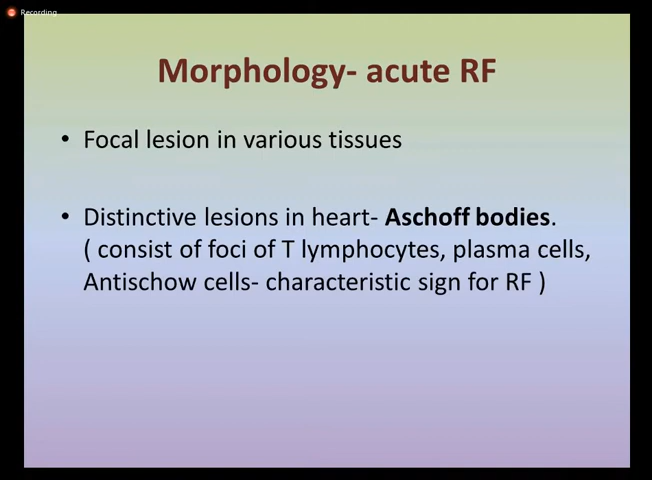 Recording
Morphology- acute RF
• Focal lesion in various tissues
• Distinctive lesions in heart- Aschoff bodies.
( consist of foci of T lymphocytes, plasma cells,
Antischow cells- characteristic sign for RF )